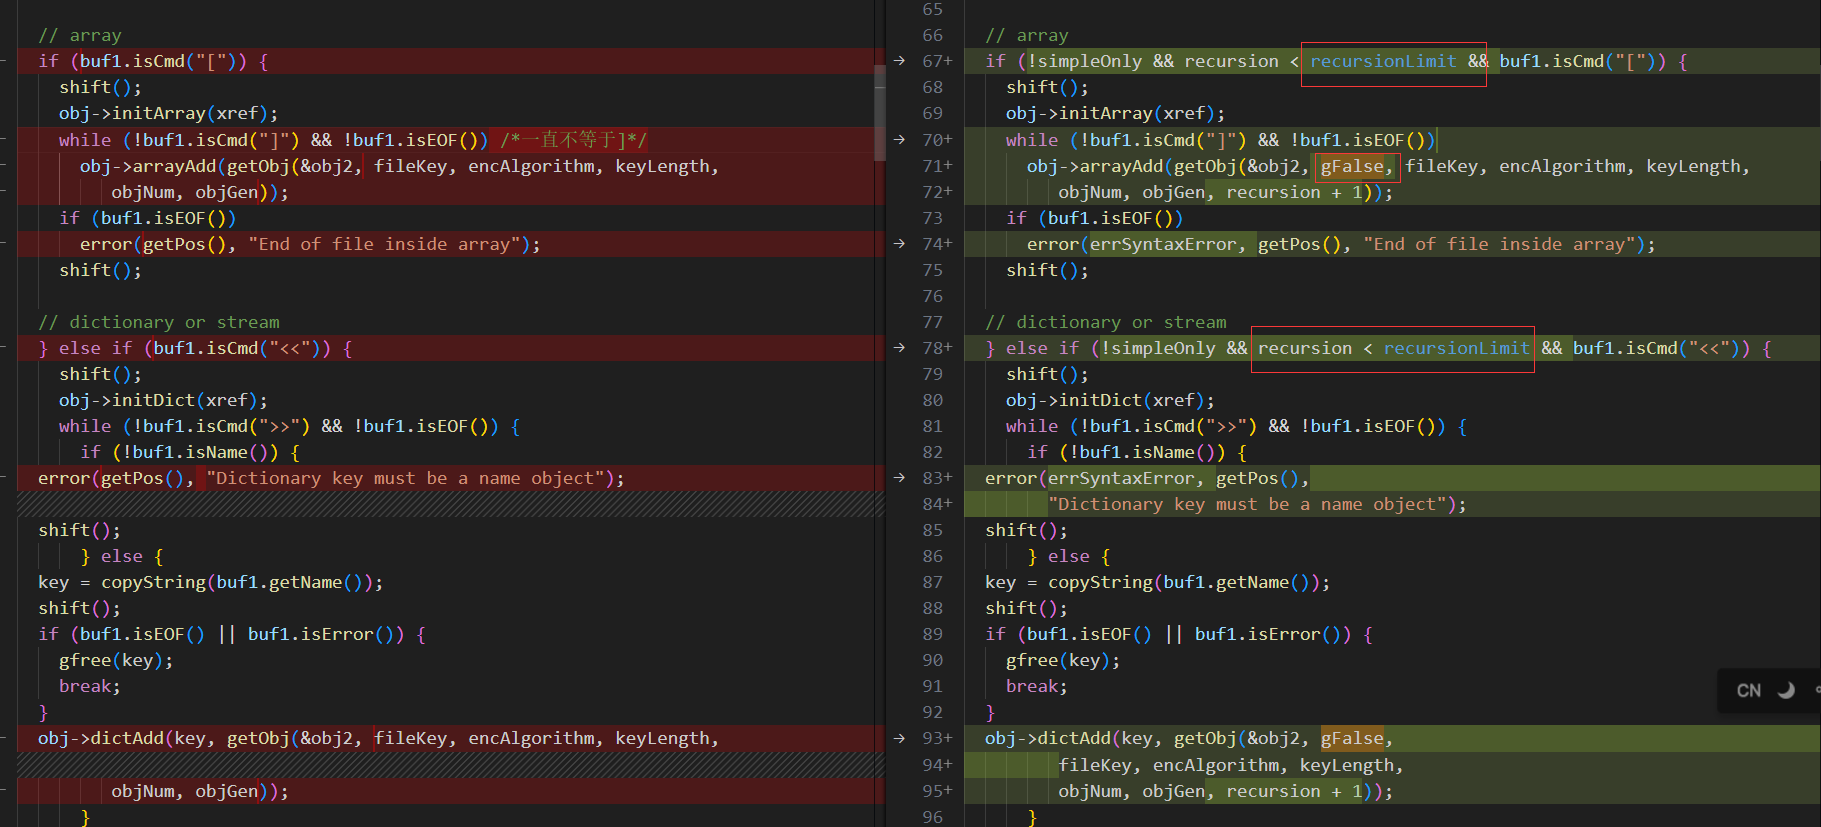 // array
if (buf1.isCmd("[")) {
shift();
obj->initArray(xref);
while (!buf1.isCmd("]") && !buf1.isEOF()) /*一直不等于]*/
obj->arrayAdd(getObj(&obj2, fileKey, encAlgorithm, keyLength,
objNum, objGen));
if (buf1.isEOF())
error(getPos(), "End of file inside array");
shift();
// dictionary or stream
} else if (buf1.isCmd("<<")) {
shift();
obj->initDict(xref);
while (!buf1.isCmd(">>") && !buf1.isEOF()) {
if (!buf1.isName()) {
error(getPos(), "Dictionary key must be a name object");
shift();
} else {
key = copyString(buf1.getName());
shift();
if (buf1.isEOF() || buf1.isError()) {
gfree(key);
break;
}
obj->dictAdd(key, getObj(&obj2, fileKey, encAlgorithm, keyLength,
objNum, objGen));
}
65
66 // array
→ 67+ if (!simpleOnly && recursion < recursionLimit && buf1.isCmd("[")) {
68 shift();
69 obj->initArray(xref);
→ 70+ while (!buf1.isCmd("]") && !buf1.isEOF())
71+ obj->arrayAdd(getObj(&obj2, gFalse, fileKey, encAlgorithm, keyLength,
72+ objNum, objGen, recursion + 1));
73 if (buf1.isEOF())
→ 74+ error(errSyntaxError, getPos(), "End of file inside array");
75 shift();
76
77 // dictionary or stream
→ 78+ } else if (!simpleOnly && recursion < recursionLimit && buf1.isCmd("<<")) {
79 shift();
80 obj->initDict(xref);
81 while (!buf1.isCmd(">>") && !buf1.isEOF()) {
82 if (!buf1.isName()) {
→ 83+ error(errSyntaxError, getPos(),
84+ "Dictionary key must be a name object");
85 shift();
86 } else {
87 key = copyString(buf1.getName());
88 shift();
89 if (buf1.isEOF() || buf1.isError()) {
90 gfree(key);
91 break;
92 }
→ 93+ obj->dictAdd(key, getObj(&obj2, gFalse,
94+ fileKey, encAlgorithm, keyLength,
95+ objNum, objGen, recursion + 1));
96 }
CN